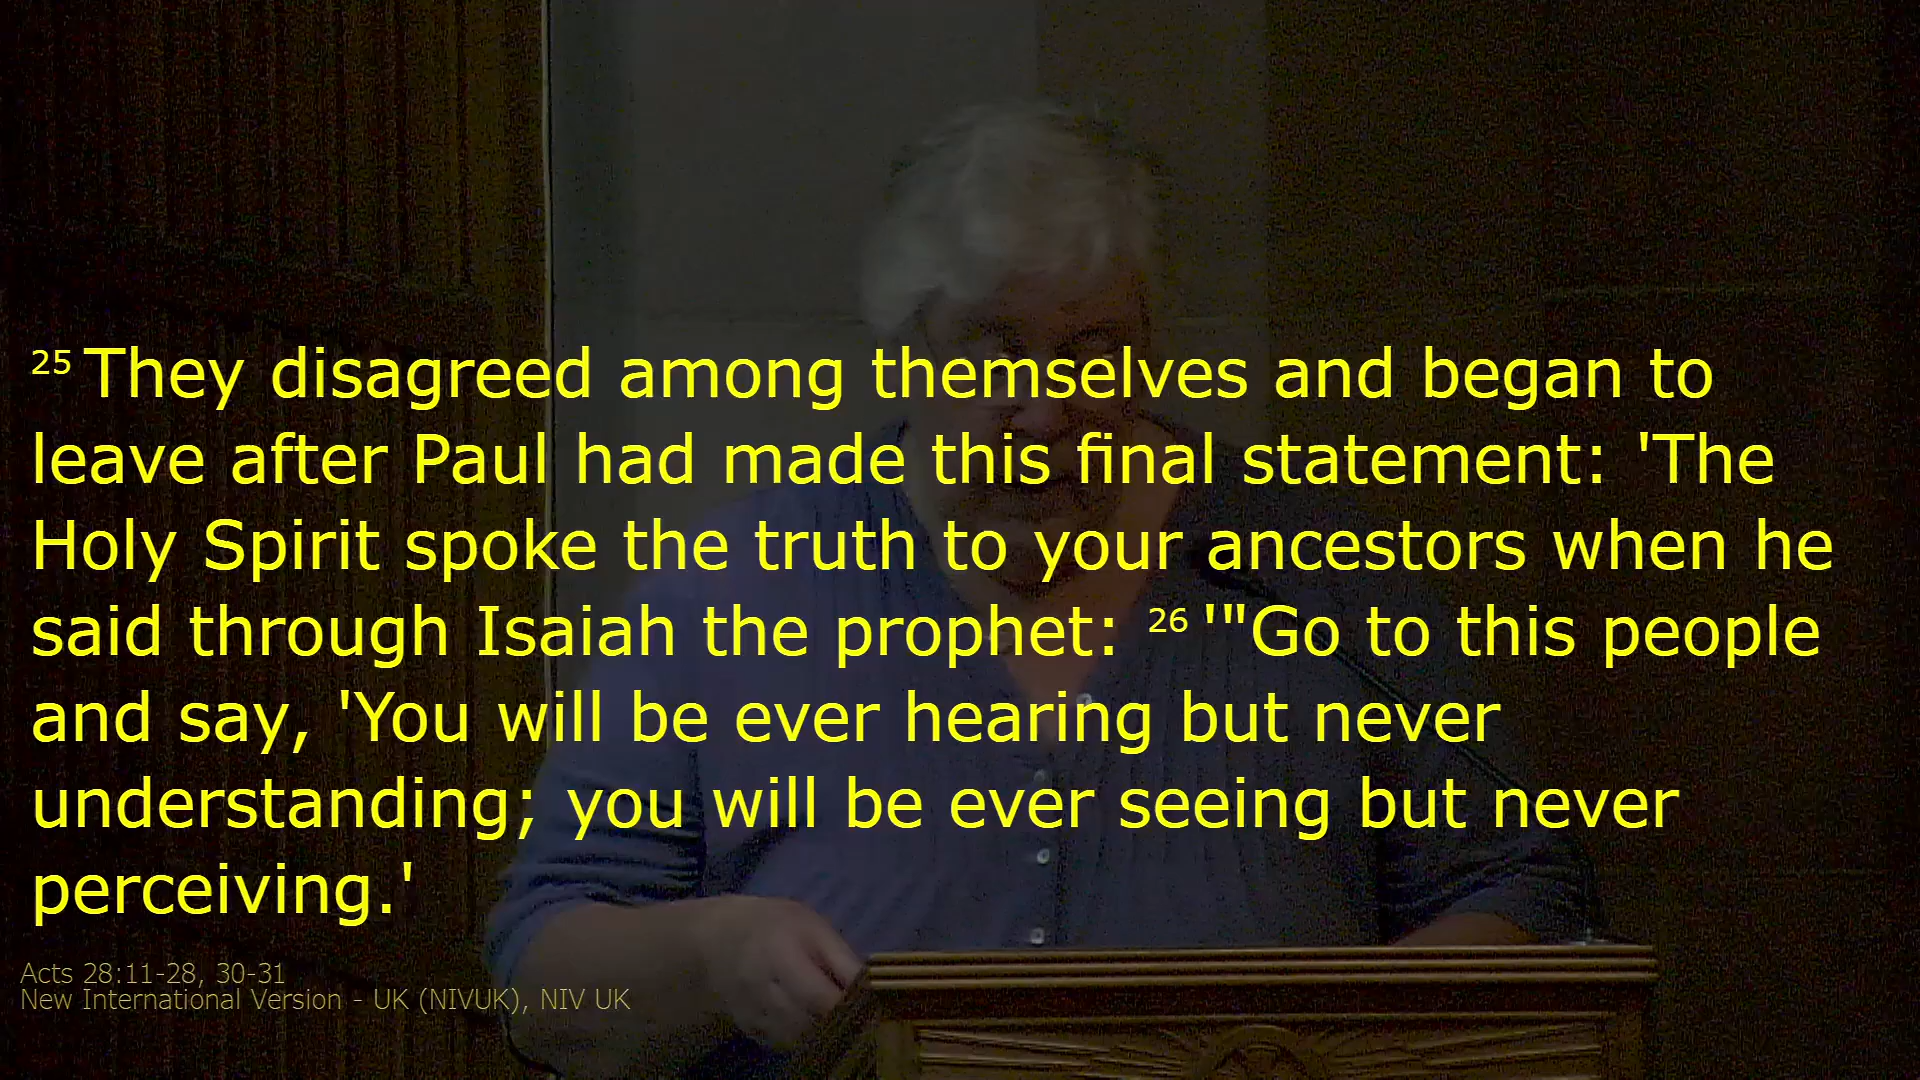 25 They disagreed among themselves and began to
leave after Paul had made this final statement: 'The
Holy Spirit spoke the truth to your ancestors when he
said through Isaiah the prophet: 26 '"Go to this people
and say, 'You will be ever hearing but never
understanding; you will be ever seeing but never
perceiving.'
Acts 28:11-28, 30-31
New International Version - UK (NIVUK), NIV UK